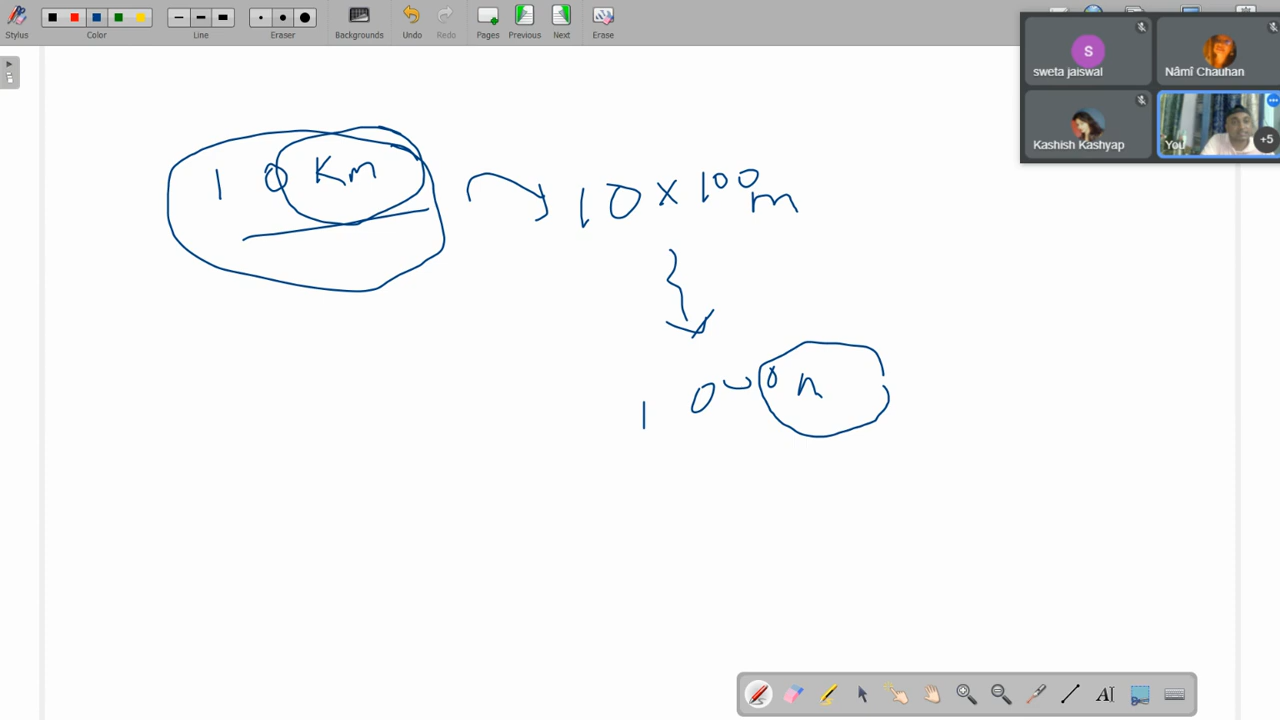 Stylus Color Line Eraser Backgrounds Undo Redo Pages Previous Next Erase
S
sweta jaiswal
Nâmî Chauhan
Kashish Kashyap
You
+5
10 Km
10 x 100m
1000 m
A